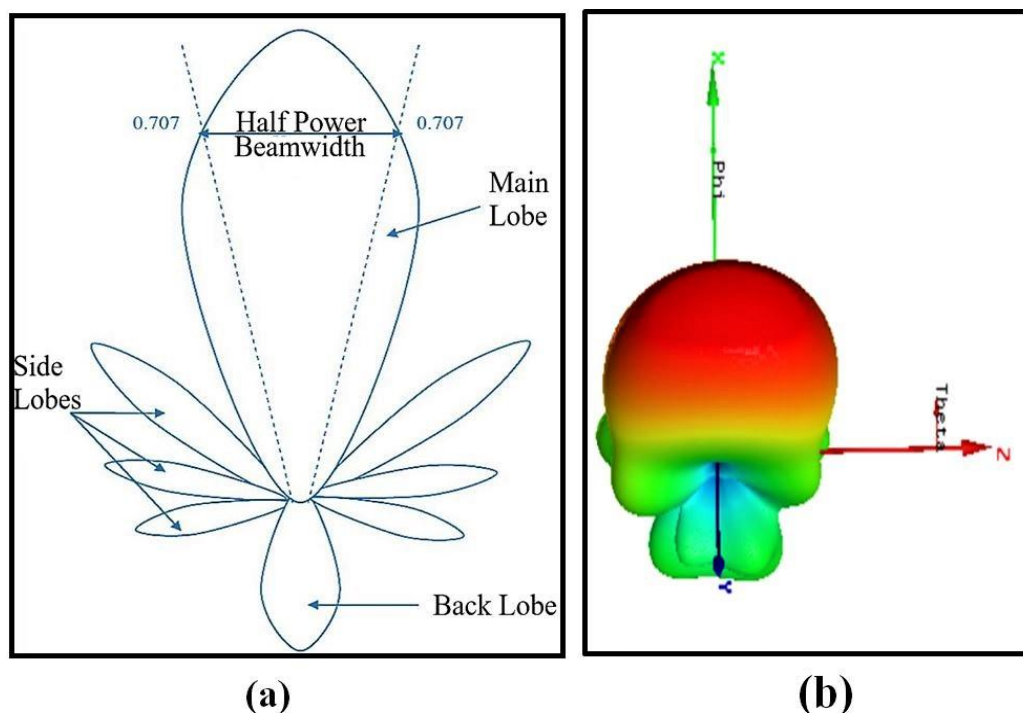 0.707
Half Power
Beamwidth
0.707
Main
Lobe
Side
Lobes
Back Lobe
(a)
X
Phi
Theta
Z
Y
(b)